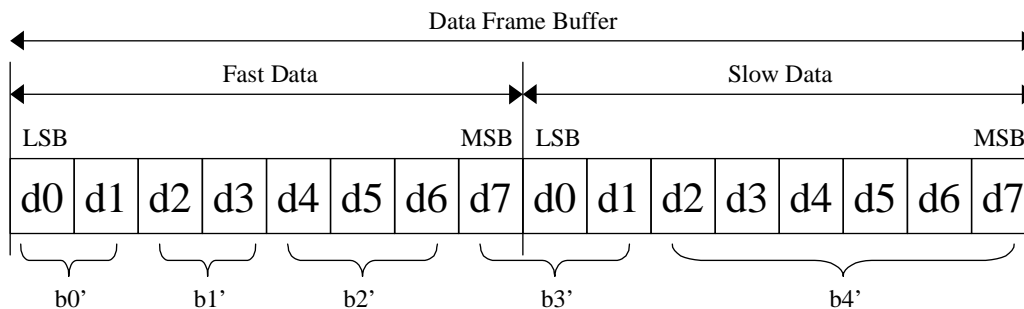 Data Frame Buffer
Fast Data Slow Data
LSB MSB LSB MSB
d0 d1 d2 d3 d4 d5 d6 d7 d0 d1 d2 d3 d4 d5 d6 d7
b0’ b1’ b2’ b3’ b4’